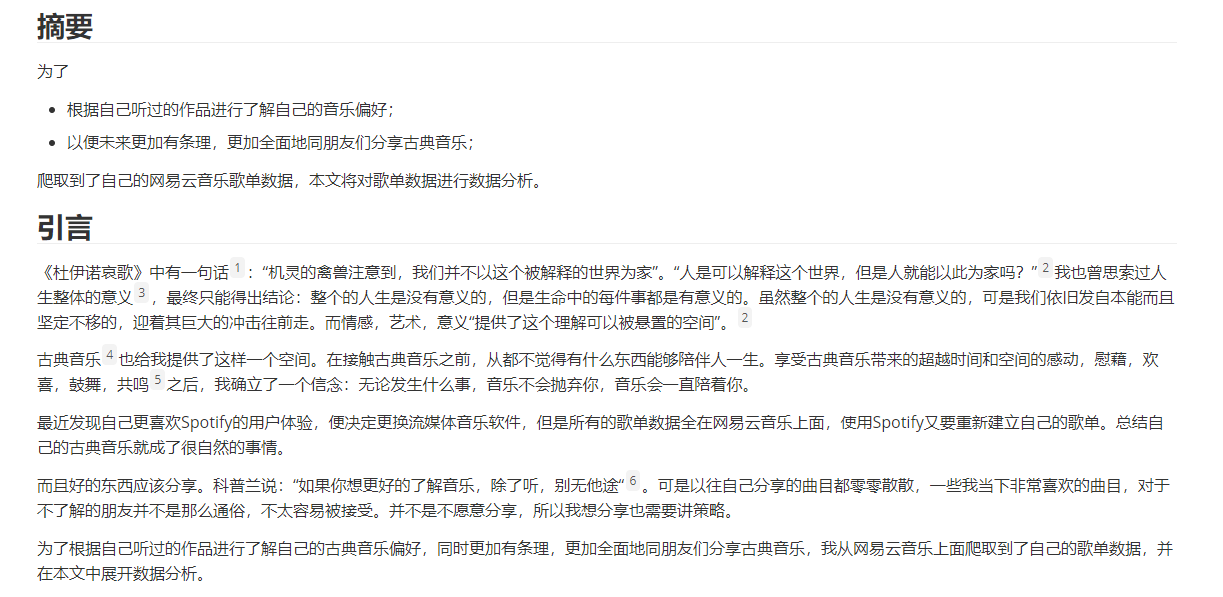 摘要
为了
• 根据自己听过的作品进行了解自己的音乐偏好；
• 以便未来更加有条理，更加全面地同朋友们分享古典音乐；
爬取到了自己的网易云音乐歌单数据，本文将对歌单数据进行数据分析。
引言
《杜伊诺哀歌》中有一句话1：“机灵的禽兽注意到，我们并不以这个被解释的世界为家”。“人是可以解释这个世界，但是人就能以此为家吗？”2我也曾思索过人
生整体的意义3，最终只能得出结论：整个的人生是没有意义的，但是生命中的每件事都是有意义的。虽然整个的人生是没有意义的，可是我们依旧发自本能而且
坚定不移的，迎着其巨大的冲击往前走。而情感，艺术，意义“提供了这个理解可以被悬置的空间”。2
古典音乐4也给我提供了这样一个空间。在接触古典音乐之前，从都不觉得有什么东西能够陪伴人一生。享受古典音乐带来的超越时间和空间的感动，慰藉，欢
喜，鼓舞，共鸣5之后，我确立了一个信念：无论发生什么事，音乐不会抛弃你，音乐会一直陪着你。
最近发现自己更喜欢Spotify的用户体验，便决定更换流媒体音乐软件，但是所有的歌单数据全在网易云音乐上面，使用Spotify又要重新建立自己的歌单。总结自
己的古典音乐就成了很自然的事情。
而且好的东西应该分享。科普兰说：“如果你想更好的了解音乐，除了听，别无他途“6。可是以往自己分享的曲目都零零散散，一些我当下非常喜欢的曲目，对于
不了解的朋友并不是那么通俗，不太容易被接受。并不是不愿意分享，所以我想分享也需要讲策略。
为了根据自己听过的作品进行了解自己的古典音乐偏好，同时更加有条理，更加全面地同朋友们分享古典音乐，我从网易云音乐上面爬取到了自己的歌单数据，并
在本文中展开数据分析。